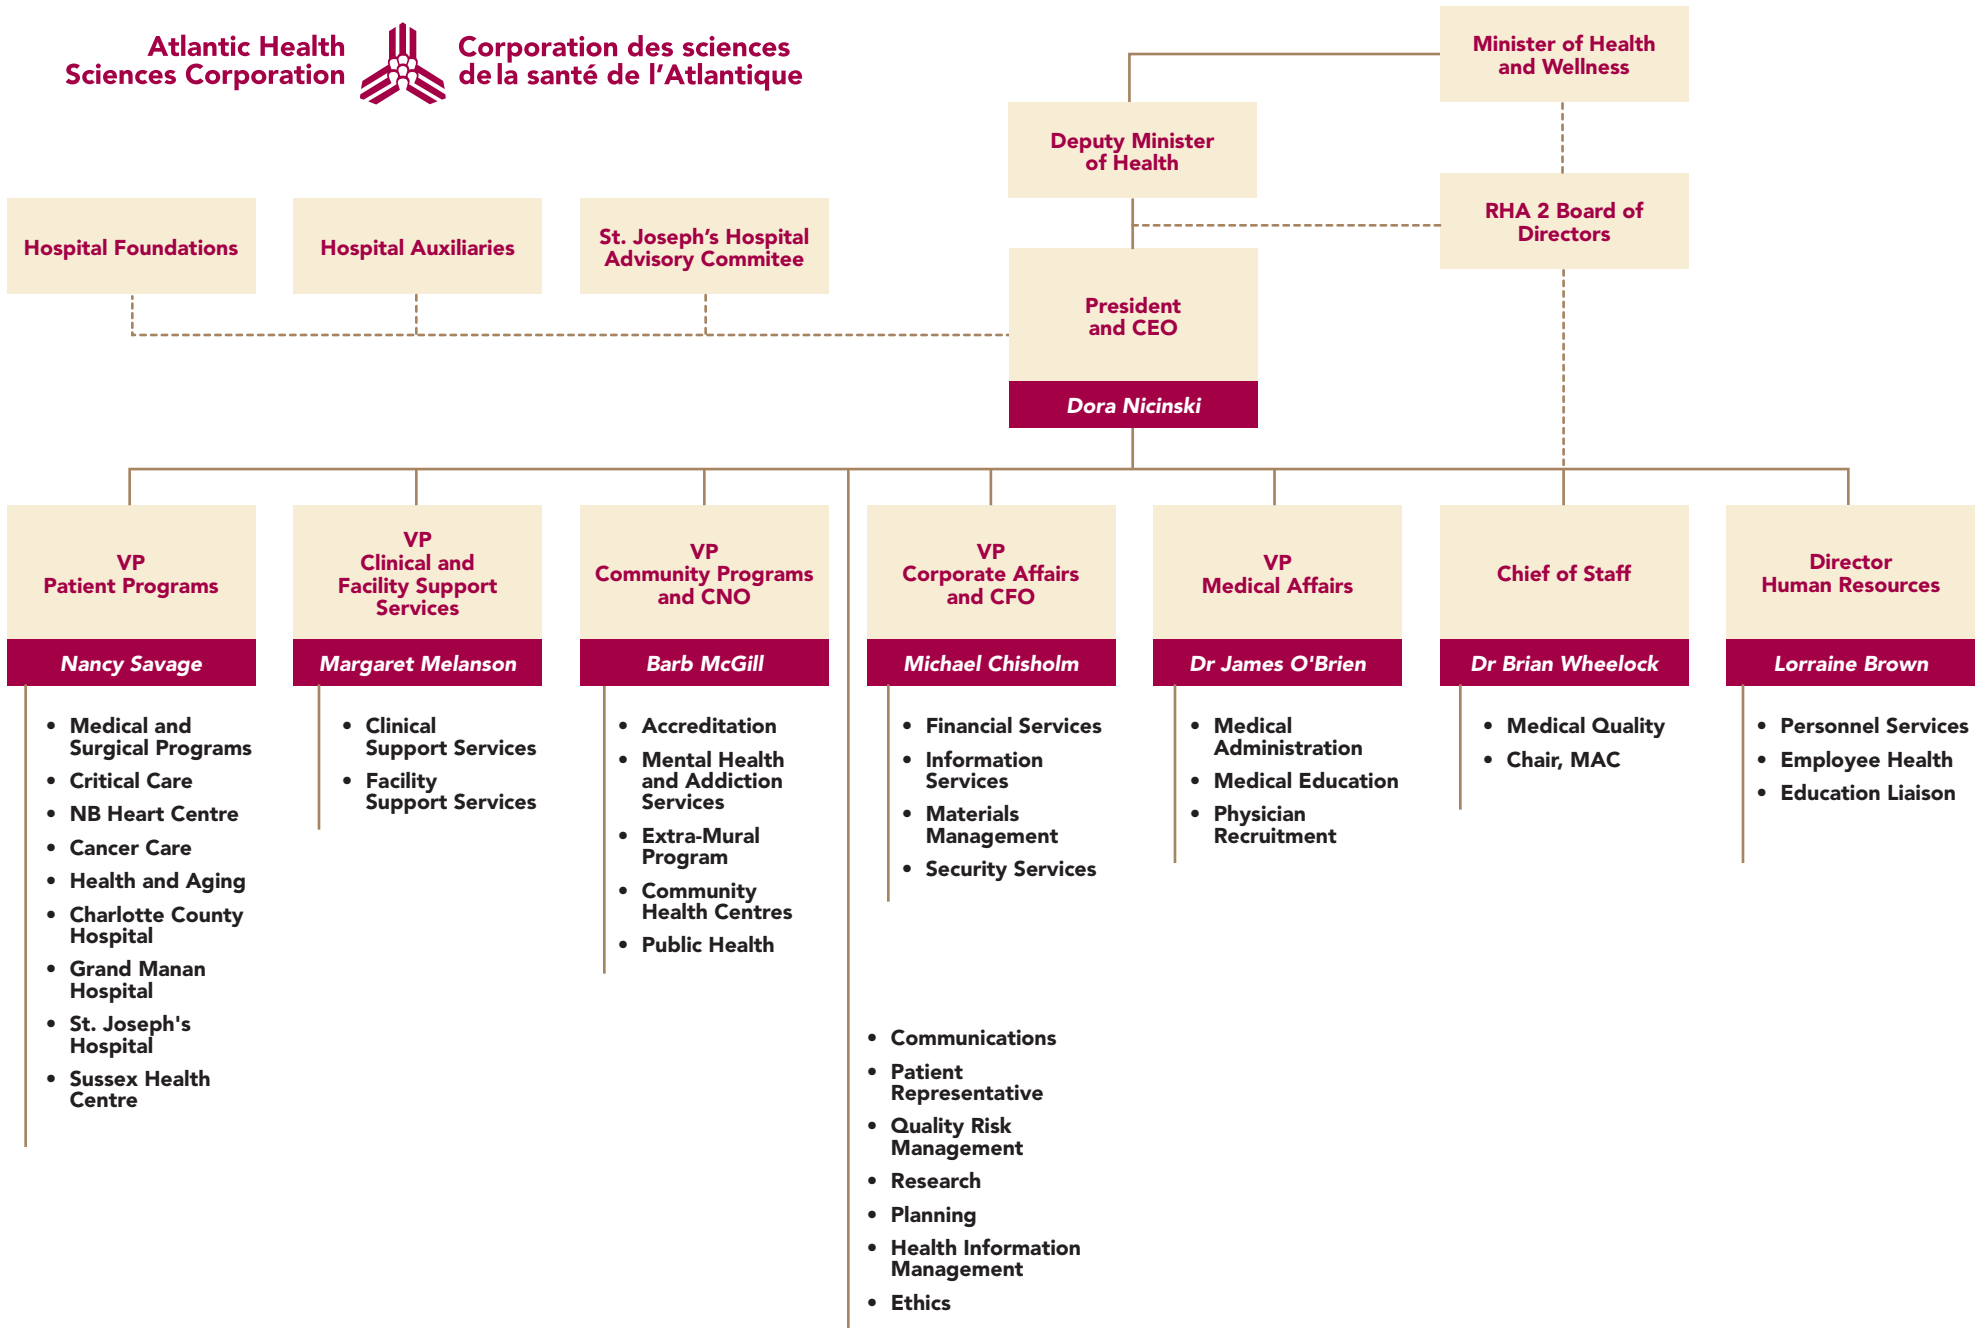 Atlantic Health
Sciences Corporation
Corporation des sciences
de la santé de l'Atlantique
Minister of Health
and Wellness
Deputy Minister
of Health
RHA 2 Board of
Directors
Hospital Foundations
Hospital Auxiliaries
St. Joseph's Hospital
Advisory Commitee
President
and CEO
Dora Nicinski
VP
Patient Programs
Nancy Savage
• Medical and
Surgical Programs
• Critical Care
• NB Heart Centre
• Cancer Care
• Health and Aging
• Charlotte County
Hospital
• Grand Manan
Hospital
• St. Joseph's
Hospital
• Sussex Health
Centre
VP
Clinical and
Facility Support
Services
Margaret Melanson
• Clinical
Support Services
• Facility
Support Services
VP
Community Programs
and CNO
Barb McGill
• Accreditation
• Mental Health
and Addiction
Services
• Extra-Mural
Program
• Community
Health Centres
• Public Health
VP
Corporate Affairs
and CFO
Michael Chisholm
• Financial Services
• Information
Services
• Materials
Management
• Security Services
VP
Medical Affairs
Dr James O'Brien
• Medical
Administration
• Medical Education
• Physician
Recruitment
Chief of Staff
Dr Brian Wheelock
• Medical Quality
• Chair, MAC
Director
Human Resources
Lorraine Brown
• Personnel Services
• Employee Health
• Education Liaison
• Communications
• Patient
Representative
• Quality Risk
Management
• Research
• Planning
• Health Information
Management
• Ethics